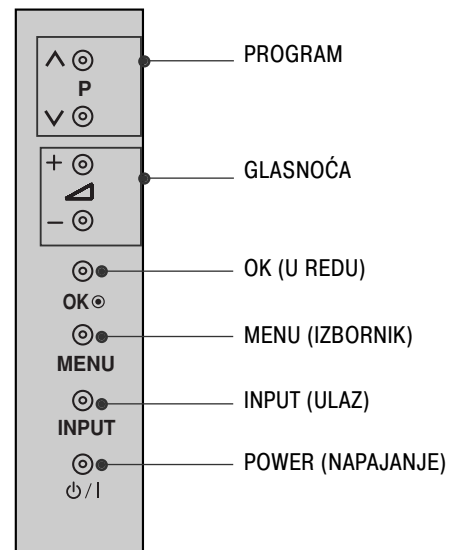 PROGRAM
P
+
GLASNOĆA
−
OK (U REDU)
OK
MENU (IZBORNIK)
MENU
INPUT (ULAZ)
INPUT
POWER (NAPAJANJE)
⏻/I